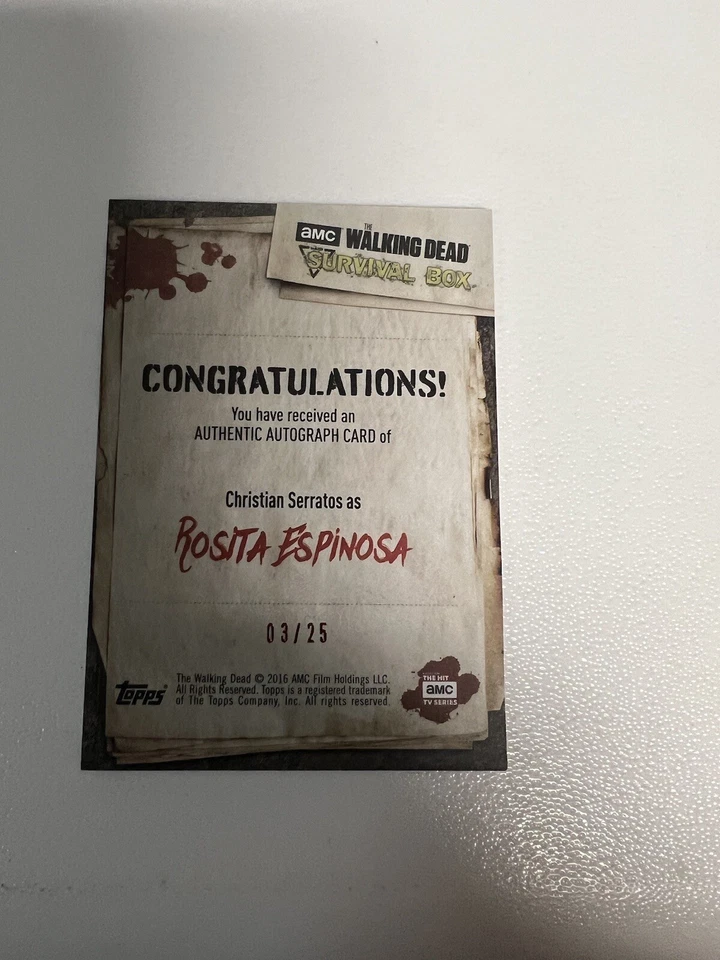 amc THE WALKING DEAD
SURVIVAL BOX
CONGRATULATIONS!
You have received an
AUTHENTIC AUTOGRAPH CARD of
Christian Serratos as
ROSITA ESPINOSA
03/25
topps
The Walking Dead © 2016 AMC Film Holdings LLC.
All Rights Reserved. Topps is a registered trademark
of The Topps Company, Inc. All rights reserved.
THE HIT
amc
TV SERIES